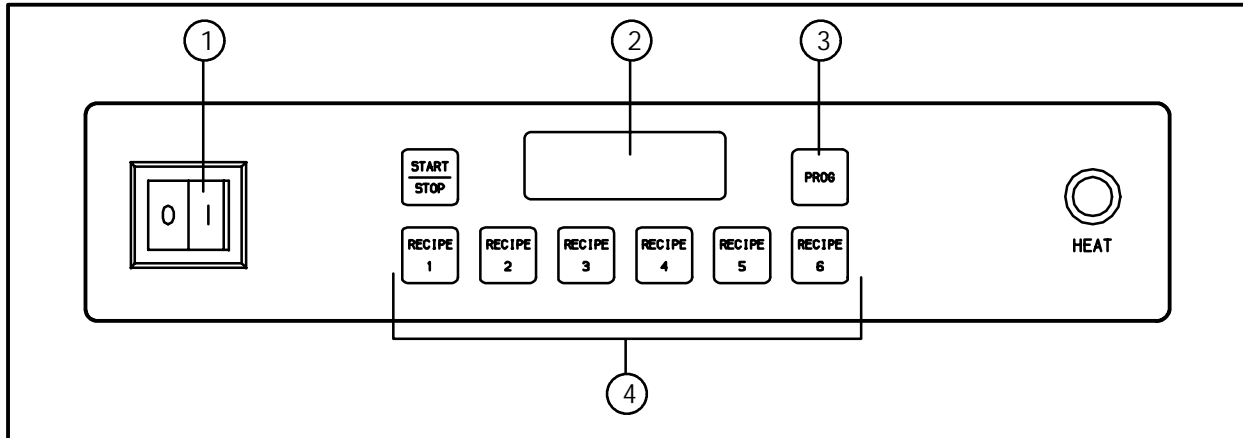 1
2
3
START
STOP
PROG
0 I
HEAT
RECIPE
1
RECIPE
2
RECIPE
3
RECIPE
4
RECIPE
5
RECIPE
6
4